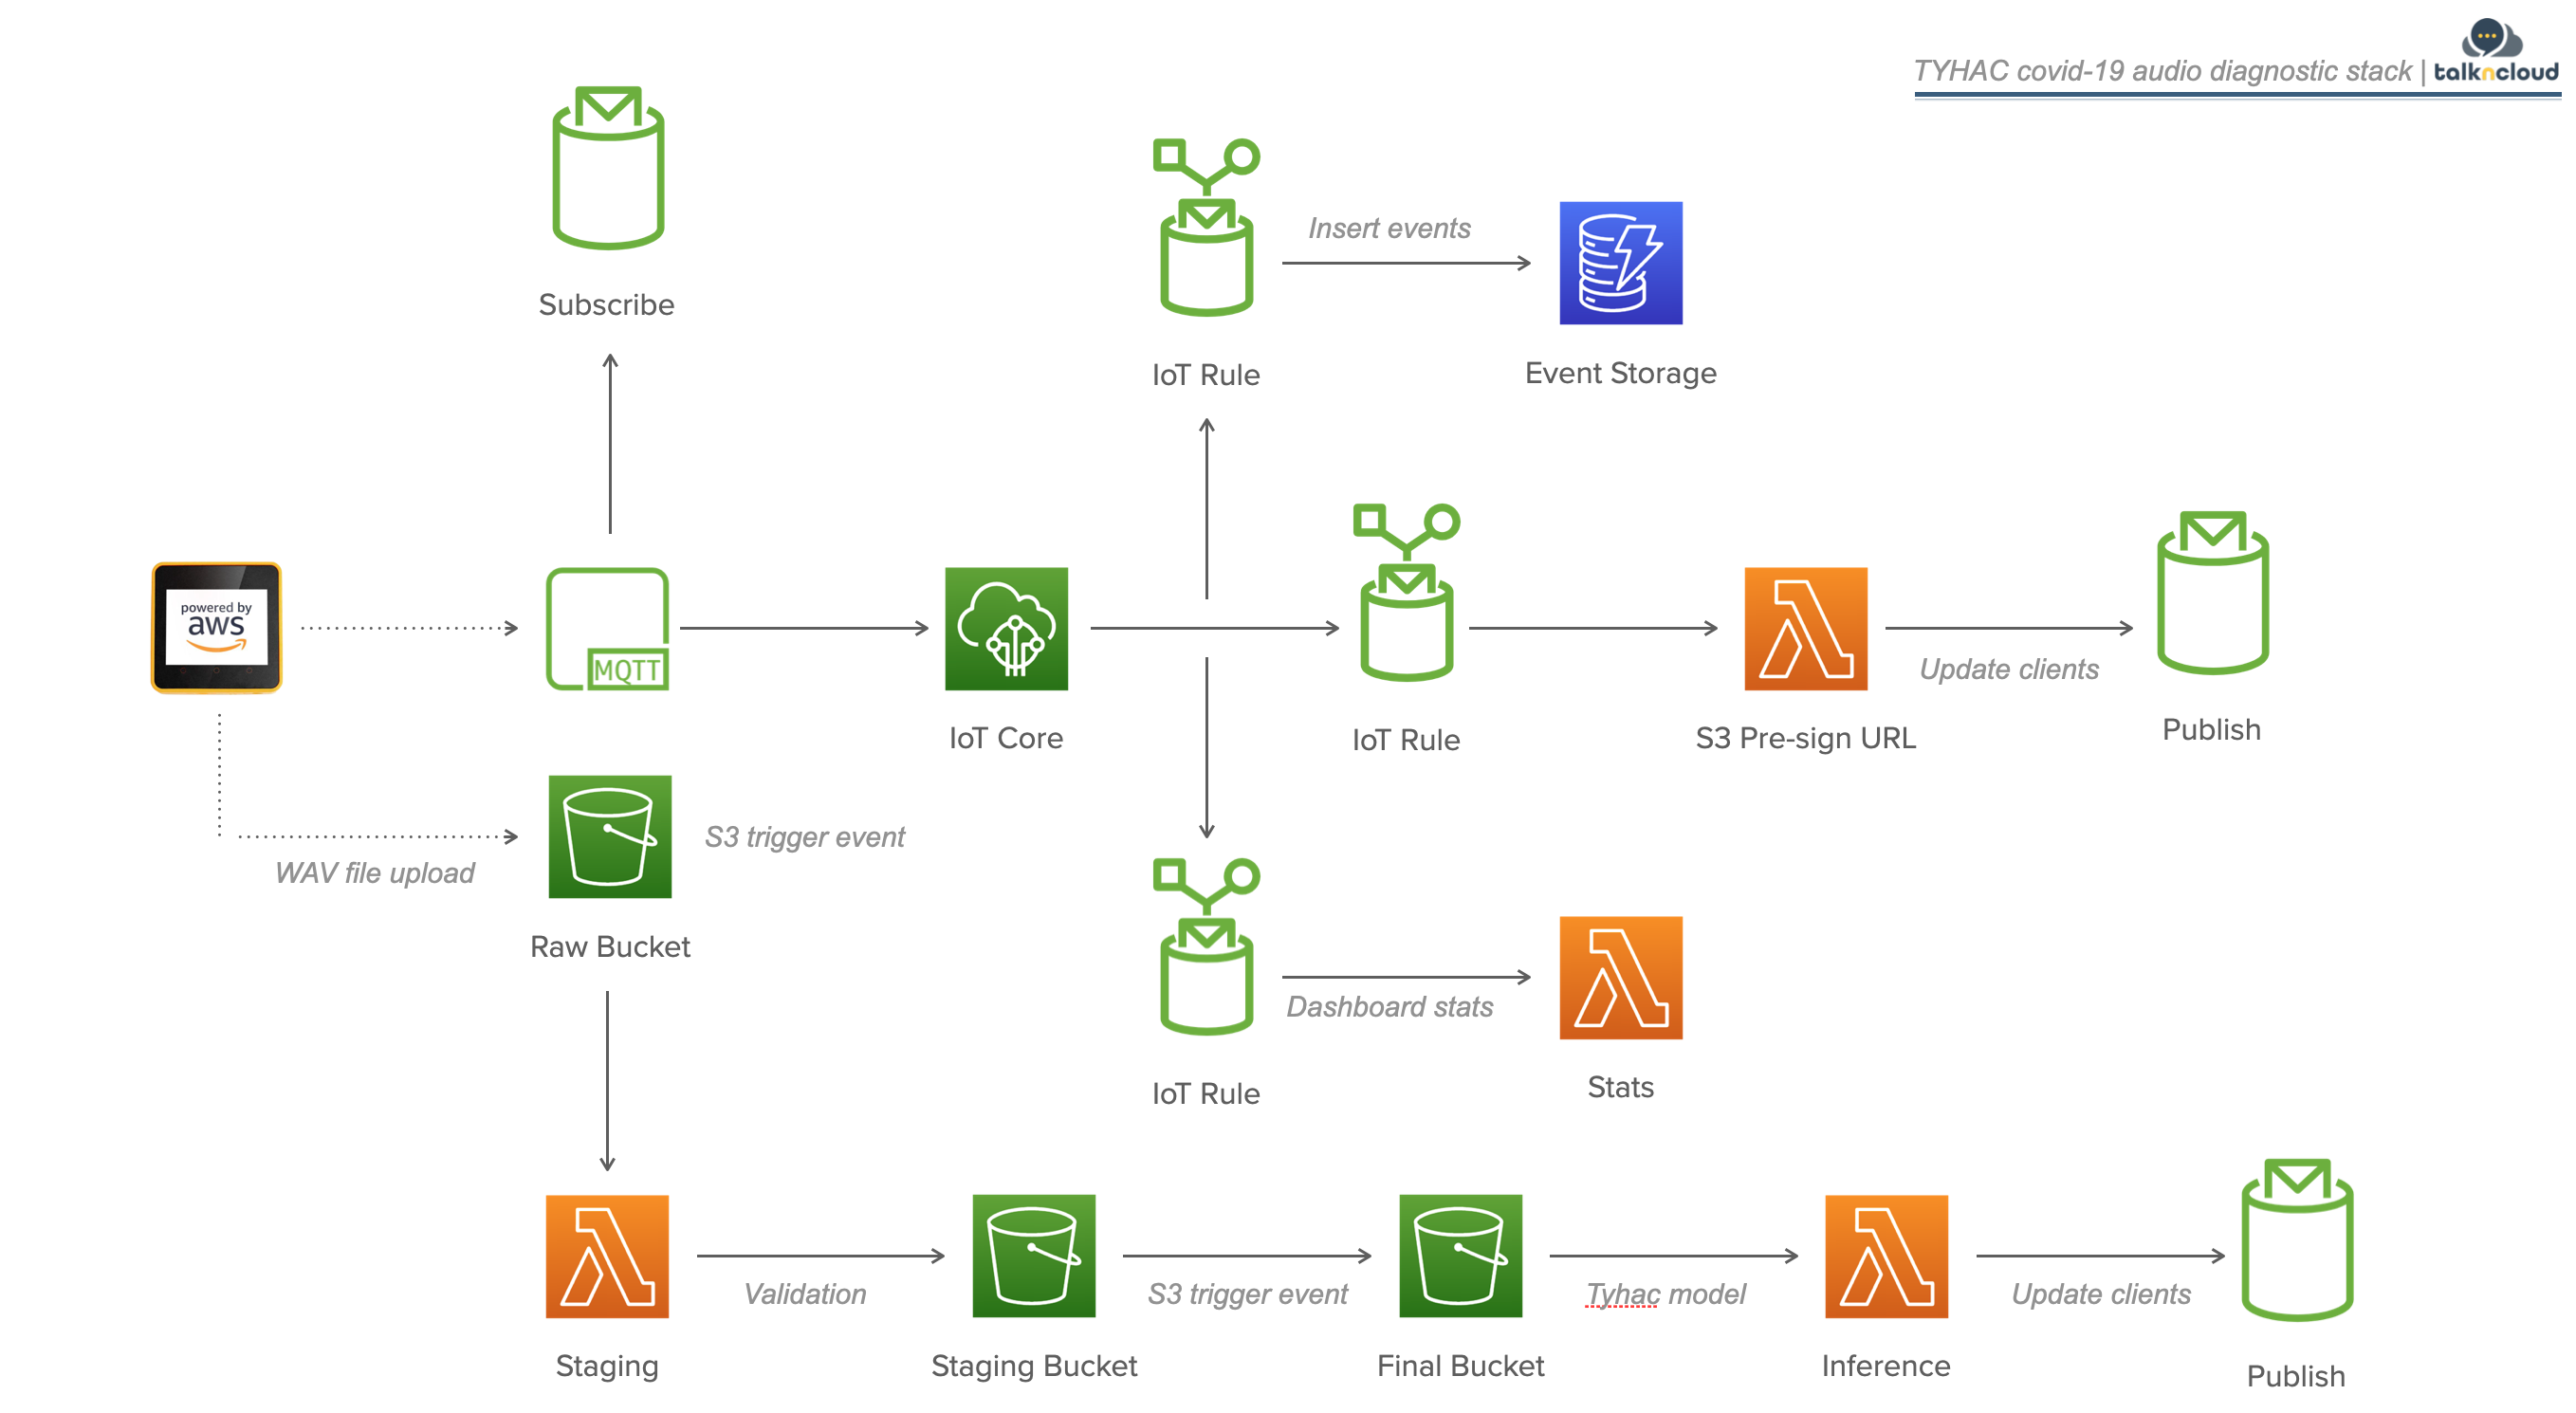 TYHAC covid-19 audio diagnostic stack |
talkncloud
Subscribe
Insert events
IoT Rule
Event Storage
powered by
aws
MQTT
IoT Core
IoT Rule
S3 Pre-sign URL
Update clients
Publish
WAV file upload
S3 trigger event
Raw Bucket
IoT Rule
Dashboard stats
Stats
Staging
Validation
Staging Bucket
S3 trigger event
Final Bucket
Tyhac model
Inference
Update clients
Publish